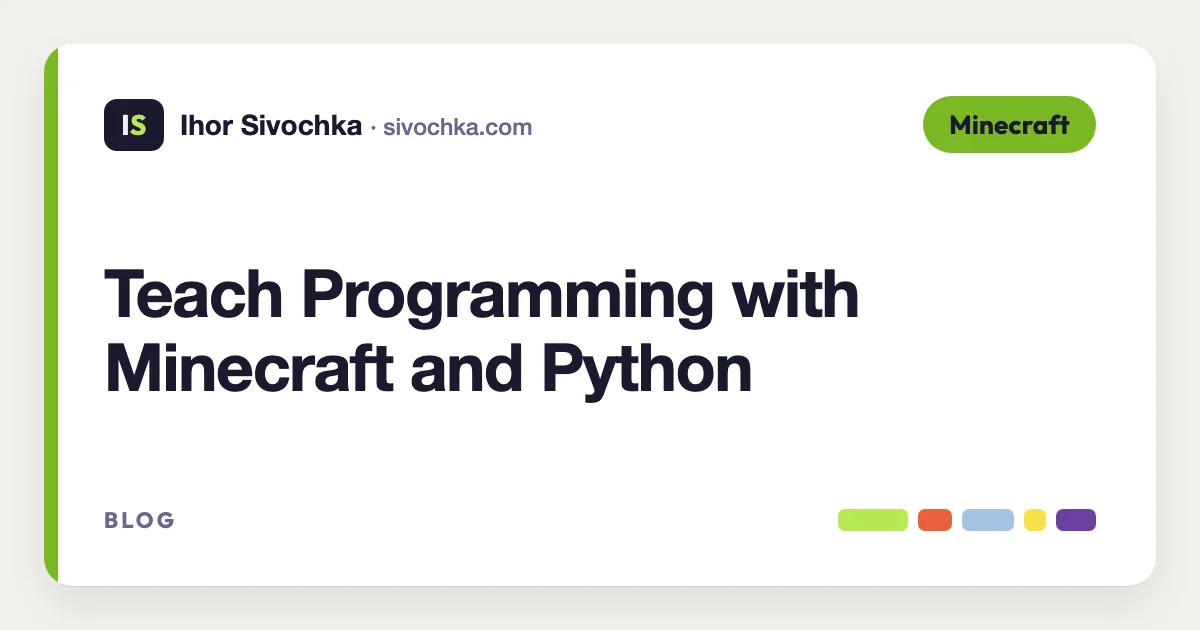 IS
Ihor Sivochka · sivochka.com
Minecraft
Teach Programming with
Minecraft and Python
BLOG